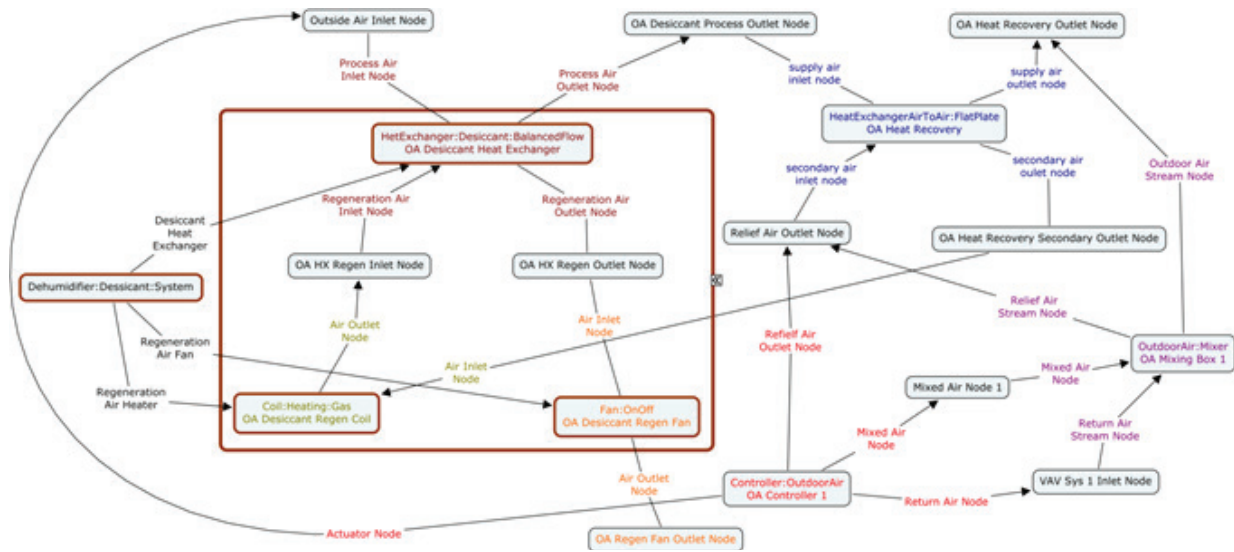 Outside Air Inlet Node
OA Desiccant Process Outlet Node
OA Heat Recovery Outlet Node
Process Air
Inlet Node
Process Air
Outlet Node
supply air
inlet node
supply air
outlet node
HetExchanger:Desiccant:BalancedFlow
OA Desiccant Heat Exchanger
HeatExchangerAirToAir:FlatPlate
OA Heat Recovery
secondary air
inlet node
secondary air
oulet node
Outdoor Air
Stream Node
Regeneration Air
Inlet Node
Regeneration Air
Outlet Node
Desiccant
Heat
Exchanger
Relief Air Outlet Node
OA Heat Recovery Secondary Outlet Node
OA HX Regen Inlet Node
OA HX Regen Outlet Node
Dehumidifier:Dessicant:System
Relief Air
Stream Node
Air Outlet
Node
Air Inlet
Node
Regeneration
Air Fan
Refielf Air
Outlet Node
OutdoorAir:Mixer
OA Mixing Box 1
Air Inlet
Node
Mixed Air
Node
Mixed Air Node 1
Regeneration
Air Heater
Coil:Heating:Gas
OA Desiccant Regen Coil
Fan:OnOff
OA Desiccant Regen Fan
Mixed Air
Node
Return Air
Stream Node
Air Outlet
Node
Controller:OutdoorAir
OA Controller 1
Return Air Node
VAV Sys 1 Inlet Node
Actuator Node
OA Regen Fan Outlet Node